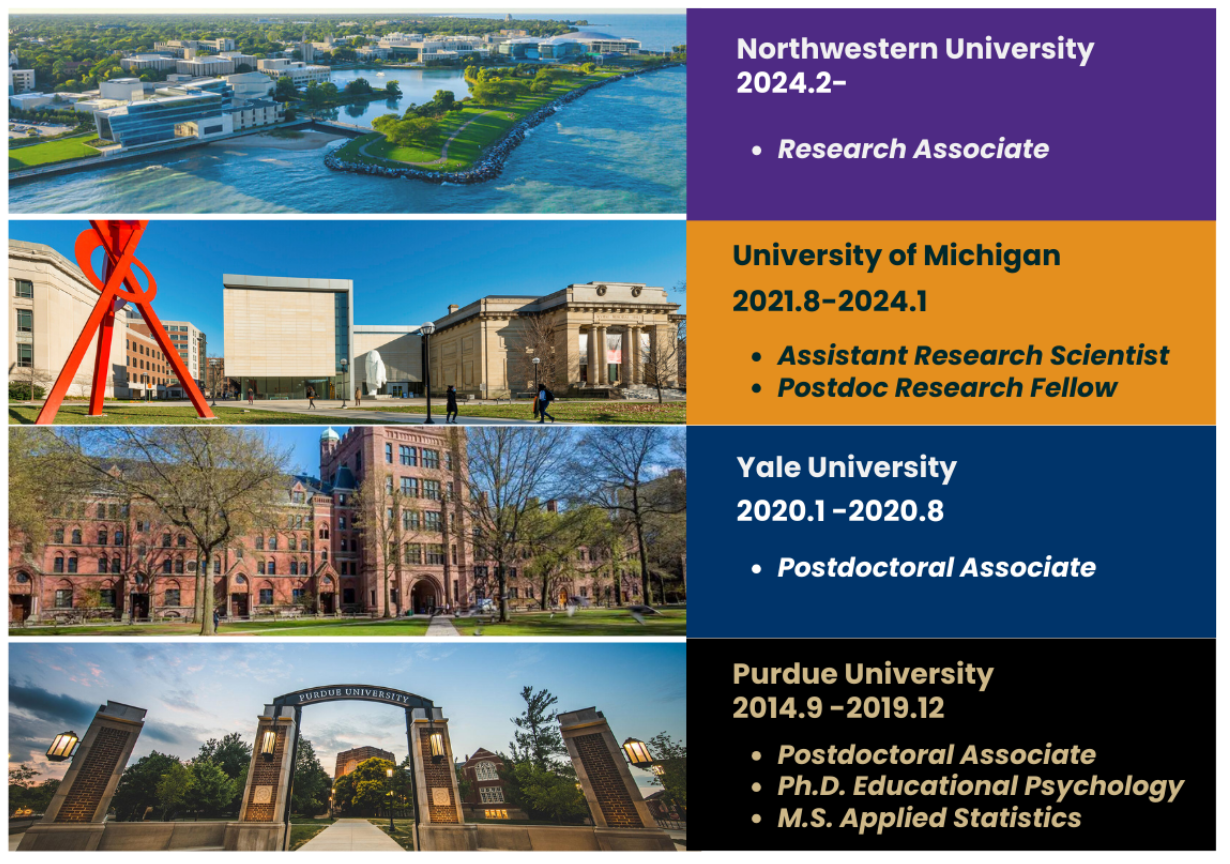 Northwestern University
2024.2-
• Research Associate
University of Michigan
2021.8-2024.1
• Assistant Research Scientist
• Postdoc Research Fellow
Yale University
2020.1 -2020.8
• Postdoctoral Associate
PURDUE UNIVERSITY
Purdue University
2014.9 -2019.12
• Postdoctoral Associate
• Ph.D. Educational Psychology
• M.S. Applied Statistics